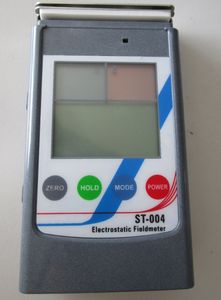 ZERO HOLD MODE POWER
ST-004
Electrostatic Fieldmeter